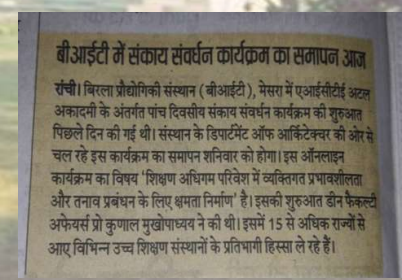 बीआईटी में संकाय संवर्धन कार्यक्रम का समापन आज
रांची। बिरला प्रौद्योगिकी संस्थान (बीआईटी), मेसरा में एआईसीटीई अटल
अकादमी के अंतर्गत पांच दिवसीय संकाय संवर्धन कार्यक्रम की शुरुआत
पिछले दिन की गई थी। संस्थान के डिपार्टमेंट ऑफ आर्किटेक्चर की ओर से
चल रहे इस कार्यक्रम का समापन शनिवार को होगा। इस ऑनलाइन
कार्यक्रम का विषय 'शिक्षण अधिगम परिवेश में व्यक्तिगत प्रभावशीलता
और तनाव प्रबंधन के लिए क्षमता निर्माण' है। इसकी शुरुआत डीन फैकल्टी
अफेयर्स प्रो कुणाल मुखोपाध्याय ने की थी। इसमें 15 से अधिक राज्यों से
आए विभिन्न उच्च शिक्षण संस्थानों के प्रतिभागी हिस्सा ले रहे हैं।